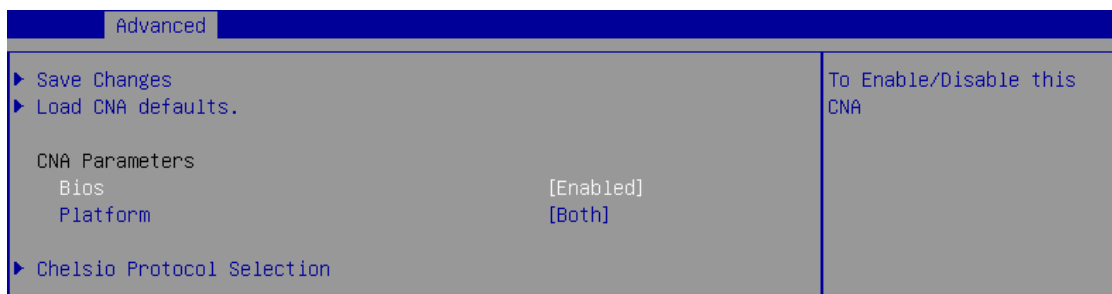 Advanced
Save Changes
Load CNA defaults.
CNA Parameters
Bios [Enabled]
Platform [Both]
Chelsio Protocol Selection
To Enable/Disable this
CNA